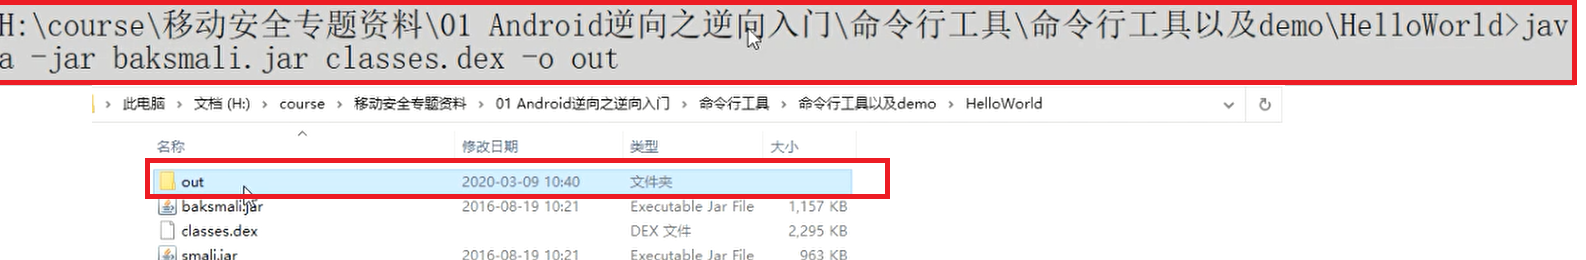 H:\course\移动安全专题资料\01 Android逆向之逆向入门\命令行工具\命令行工具以及demo\HelloWorld>jav
a -jar baksmali.jar classes.dex -o out
› 此电脑 › 文档 (H:) › course › 移动安全专题资料 › 01 Android逆向之逆向入门 › 命令行工具 › 命令行工具以及demo › HelloWorld
名称 修改日期 类型 大小
out 2020-03-09 10:40 文件夹
baksmali.jar 2016-08-19 10:21 Executable Jar File 1,157 KB
classes.dex DEX 文件 2,295 KB
smali.jar 2016-08-19 10:21 Executable Jar File 963 KB